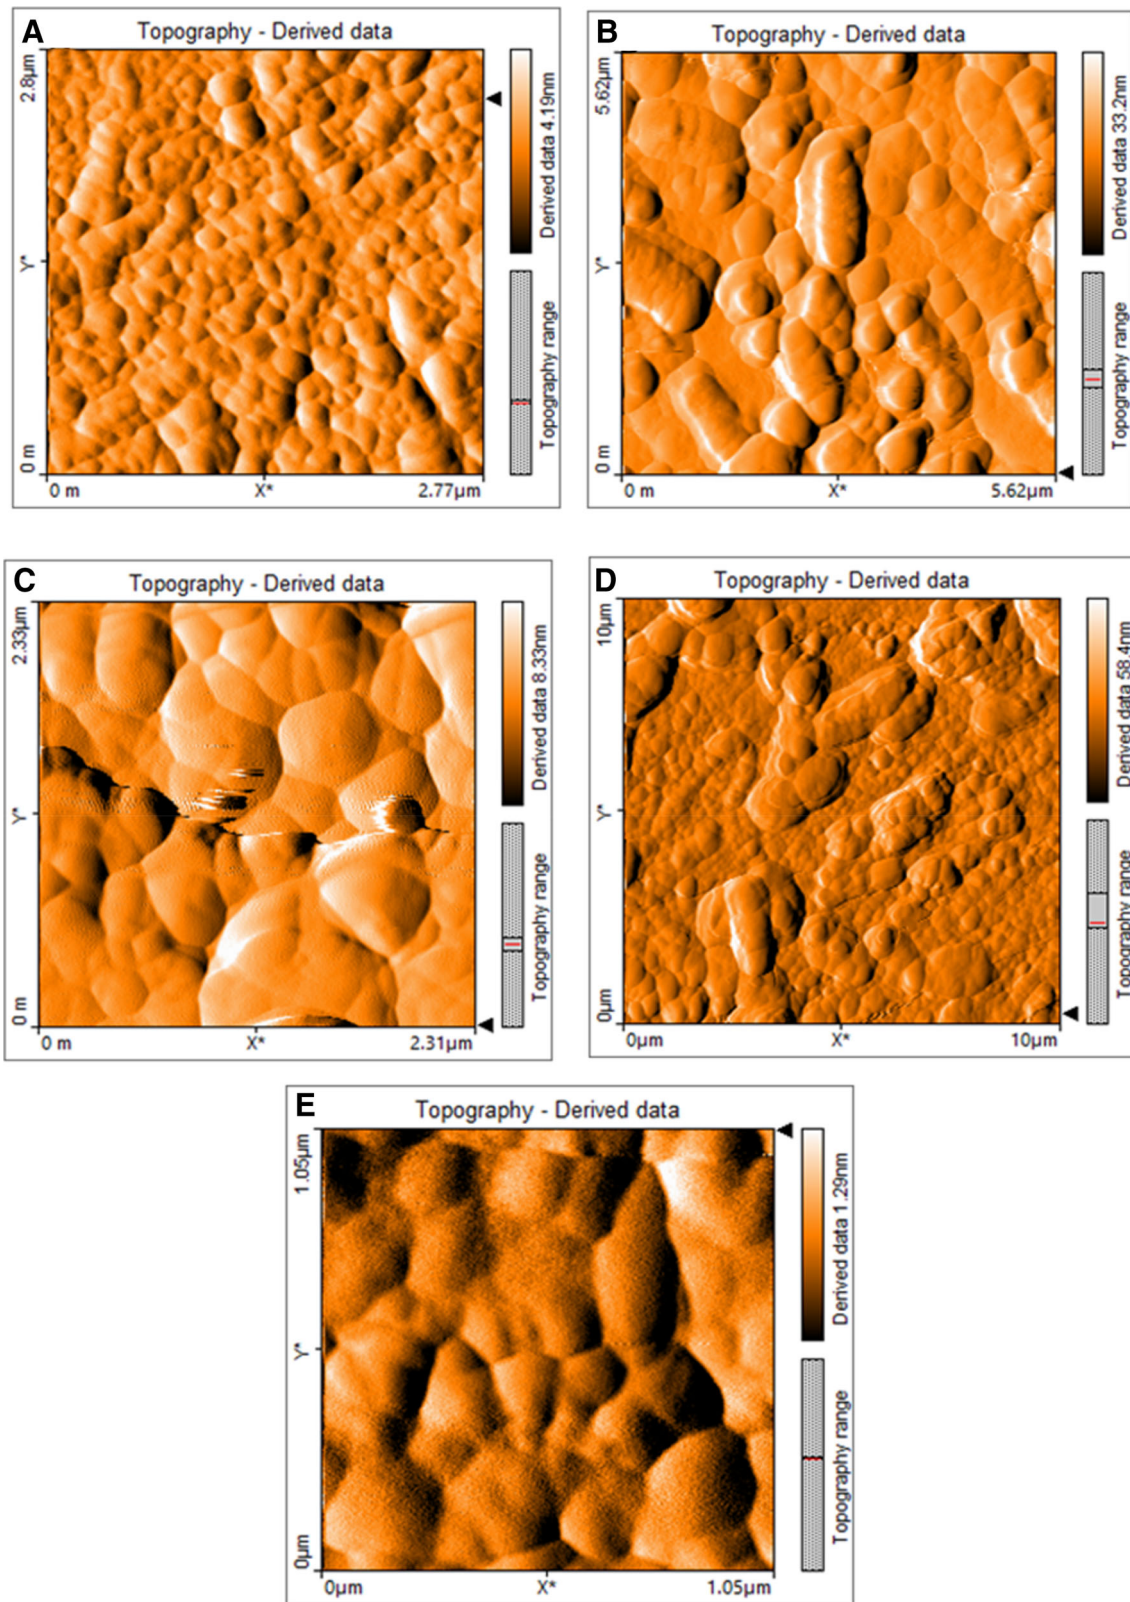 A
Topography - Derived data
2.8µm
Y*
0 m
0 m
X*
2.77µm
Derived data 4.19nm
Topography range
B
Topography - Derived data
5.62µm
Y*
0 m
0 m
X*
5.62µm
Derived data 33.2nm
Topography range
C
Topography - Derived data
2.33µm
Y*
0 m
0 m
X*
2.31µm
Derived data 8.33nm
Topography range
D
Topography - Derived data
10µm
Y*
0µm
0µm
X*
10µm
Derived data 58.4nm
Topography range
E
Topography - Derived data
1.05µm
Y*
0µm
0µm
X*
1.05µm
Derived data 1.29nm
Topography range